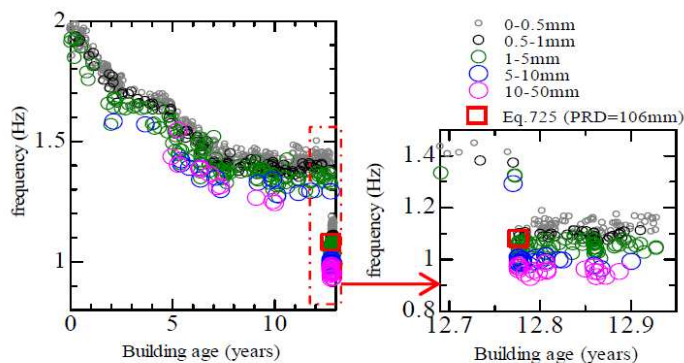 2
1.5
1
frequency (Hz)
0
5
10
Building age (years)
0-0.5mm
0.5-1mm
1-5mm
5-10mm
10-50mm
Eq.725 (PRD=106mm)
1.4
1.2
1
0.8
frequency (Hz)
12.7
12.8
12.9
Building age (years)